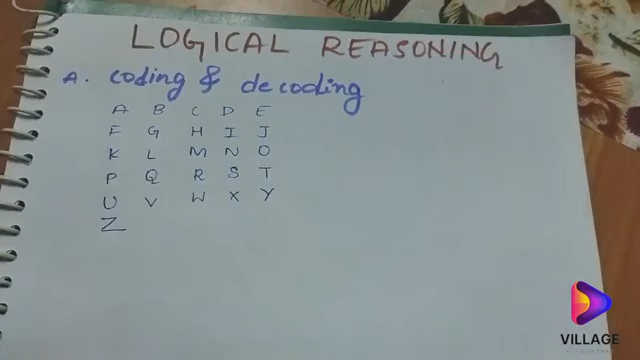 LOGICAL REASONING
A. coding & decoding
A B C D E
F G H I J
K L M N O
P Q R S T
U V W X Y
Z
VILLAGE